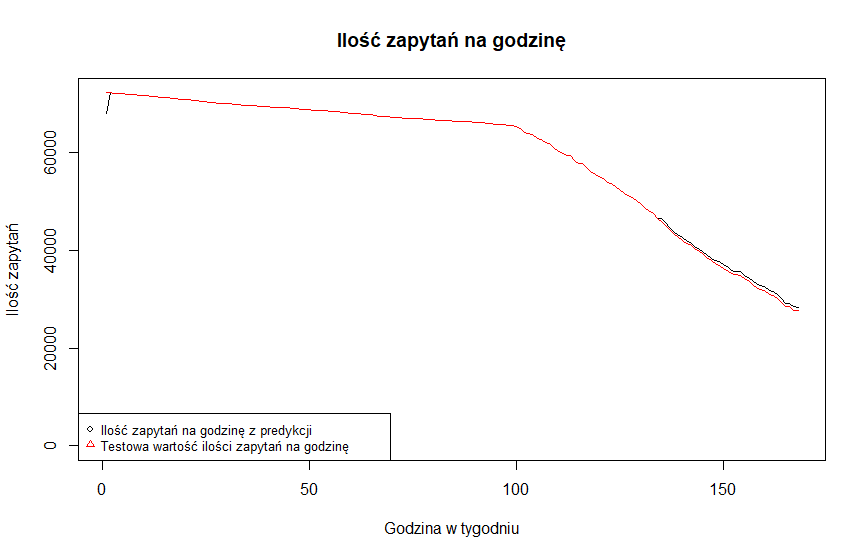 Ilość zapytań na godzinę
Ilość zapytań
60000
40000
20000
0
Ilość zapytań na godzinę z predykcji
Testowa wartość ilości zapytań na godzinę
0 50 100 150
Godzina w tygodniu